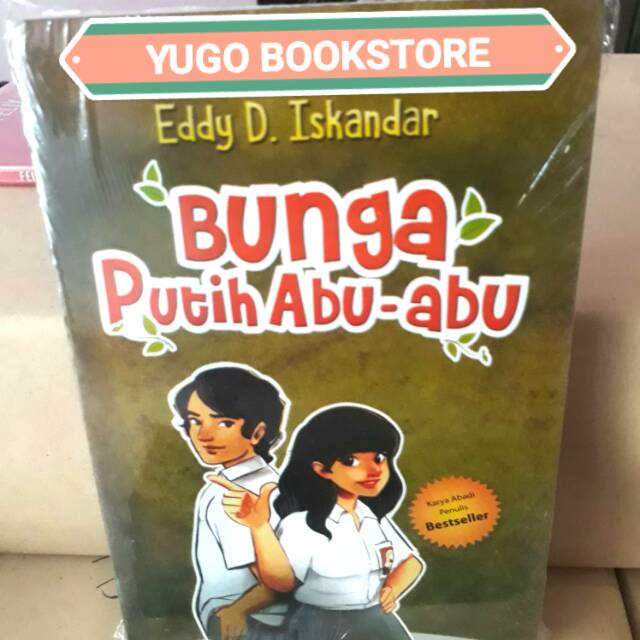 YUGO BOOKSTORE
Eddy D. Iskandar
Bunga
Putih Abu-abu
Karya Abadi
Penulis
Bestseller